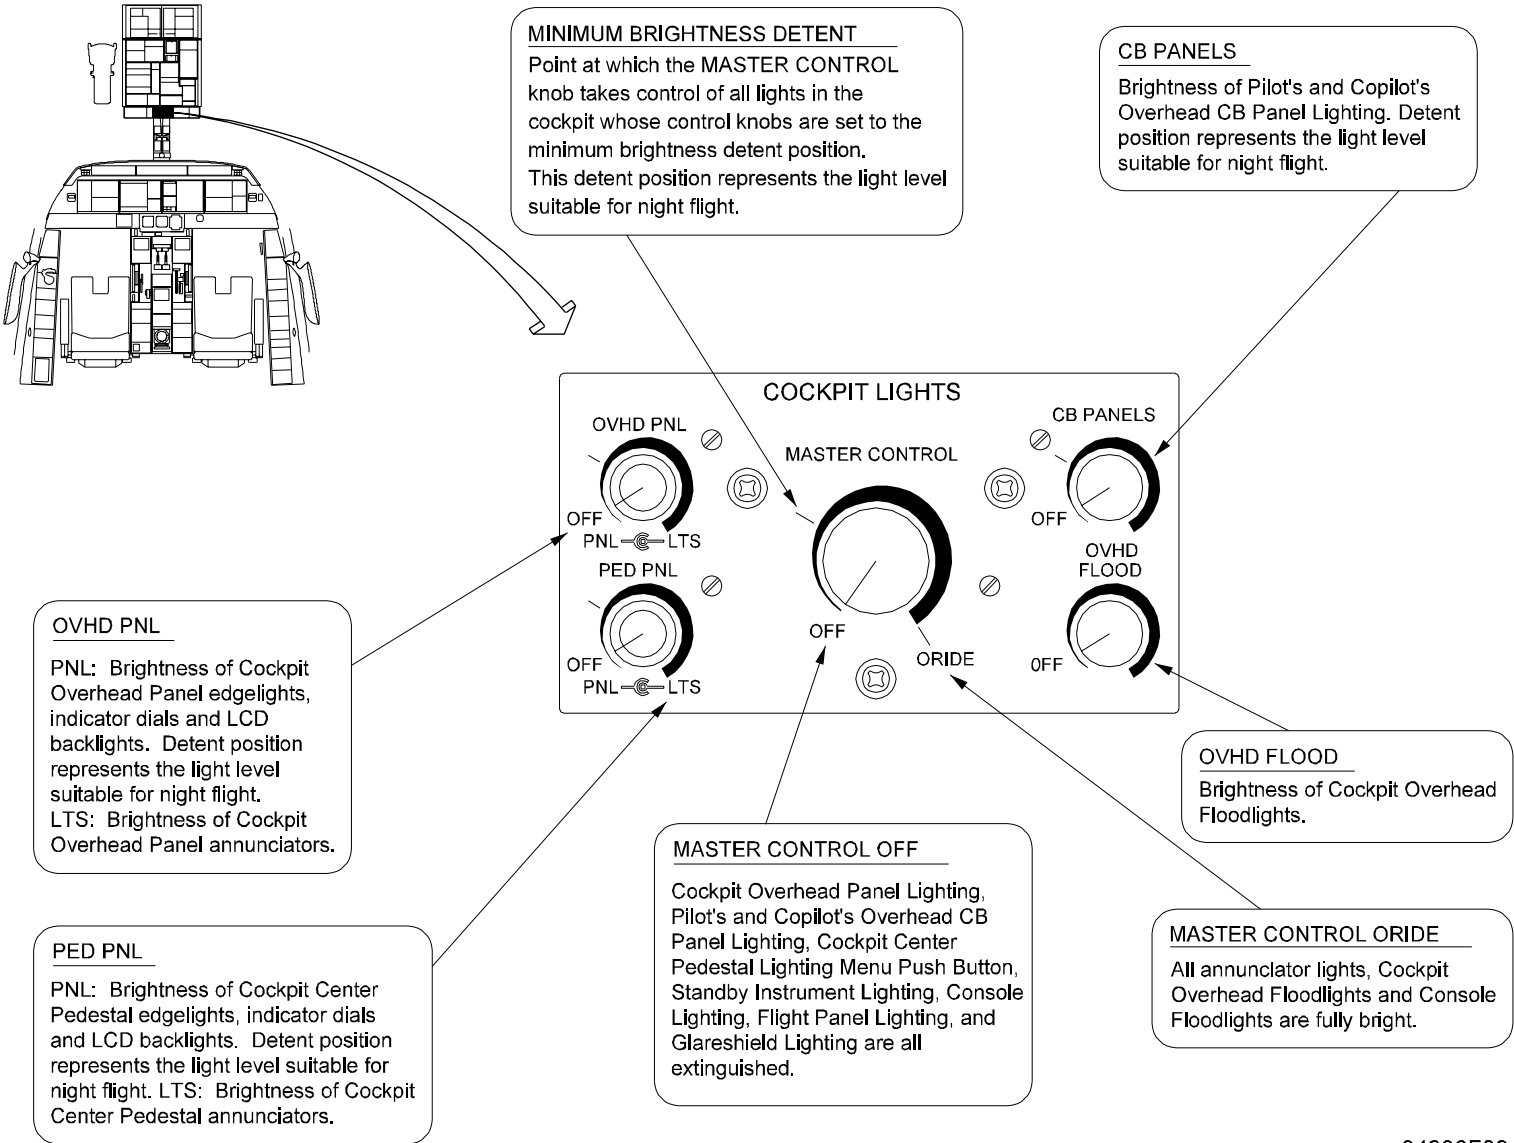 MINIMUM BRIGHTNESS DETENT
Point at which the MASTER CONTROL
knob takes control of all lights in the
cockpit whose control knobs are set to the
minimum brightness detent position.
This detent position represents the light level
suitable for night flight.
CB PANELS
Brightness of Pilot's and Copilot's
Overhead CB Panel Lighting. Detent
position represents the light level
suitable for night flight.
COCKPIT LIGHTS
OVHD PNL
OFF
PNL LTS
PED PNL
OFF
PNL LTS
MASTER CONTROL
OFF
ORIDE
CB PANELS
OFF
OVHD
FLOOD
OFF
OVHD PNL
PNL: Brightness of Cockpit
Overhead Panel edgelights,
indicator dials and LCD
backlights. Detent position
represents the light level
suitable for night flight.
LTS: Brightness of Cockpit
Overhead Panel annunciators.
PED PNL
PNL: Brightness of Cockpit Center
Pedestal edgelights, indicator dials
and LCD backlights. Detent position
represents the light level suitable for
night flight. LTS: Brightness of Cockpit
Center Pedestal annunciators.
MASTER CONTROL OFF
Cockpit Overhead Panel Lighting,
Pilot's and Copilot's Overhead CB
Panel Lighting, Cockpit Center
Pedestal Lighting Menu Push Button,
Standby Instrument Lighting, Console
Lighting, Flight Panel Lighting, and
Glareshield Lighting are all
extinguished.
OVHD FLOOD
Brightness of Cockpit Overhead
Floodlights.
MASTER CONTROL ORIDE
All annunciator lights, Cockpit
Overhead Floodlights and Console
Floodlights are fully bright.